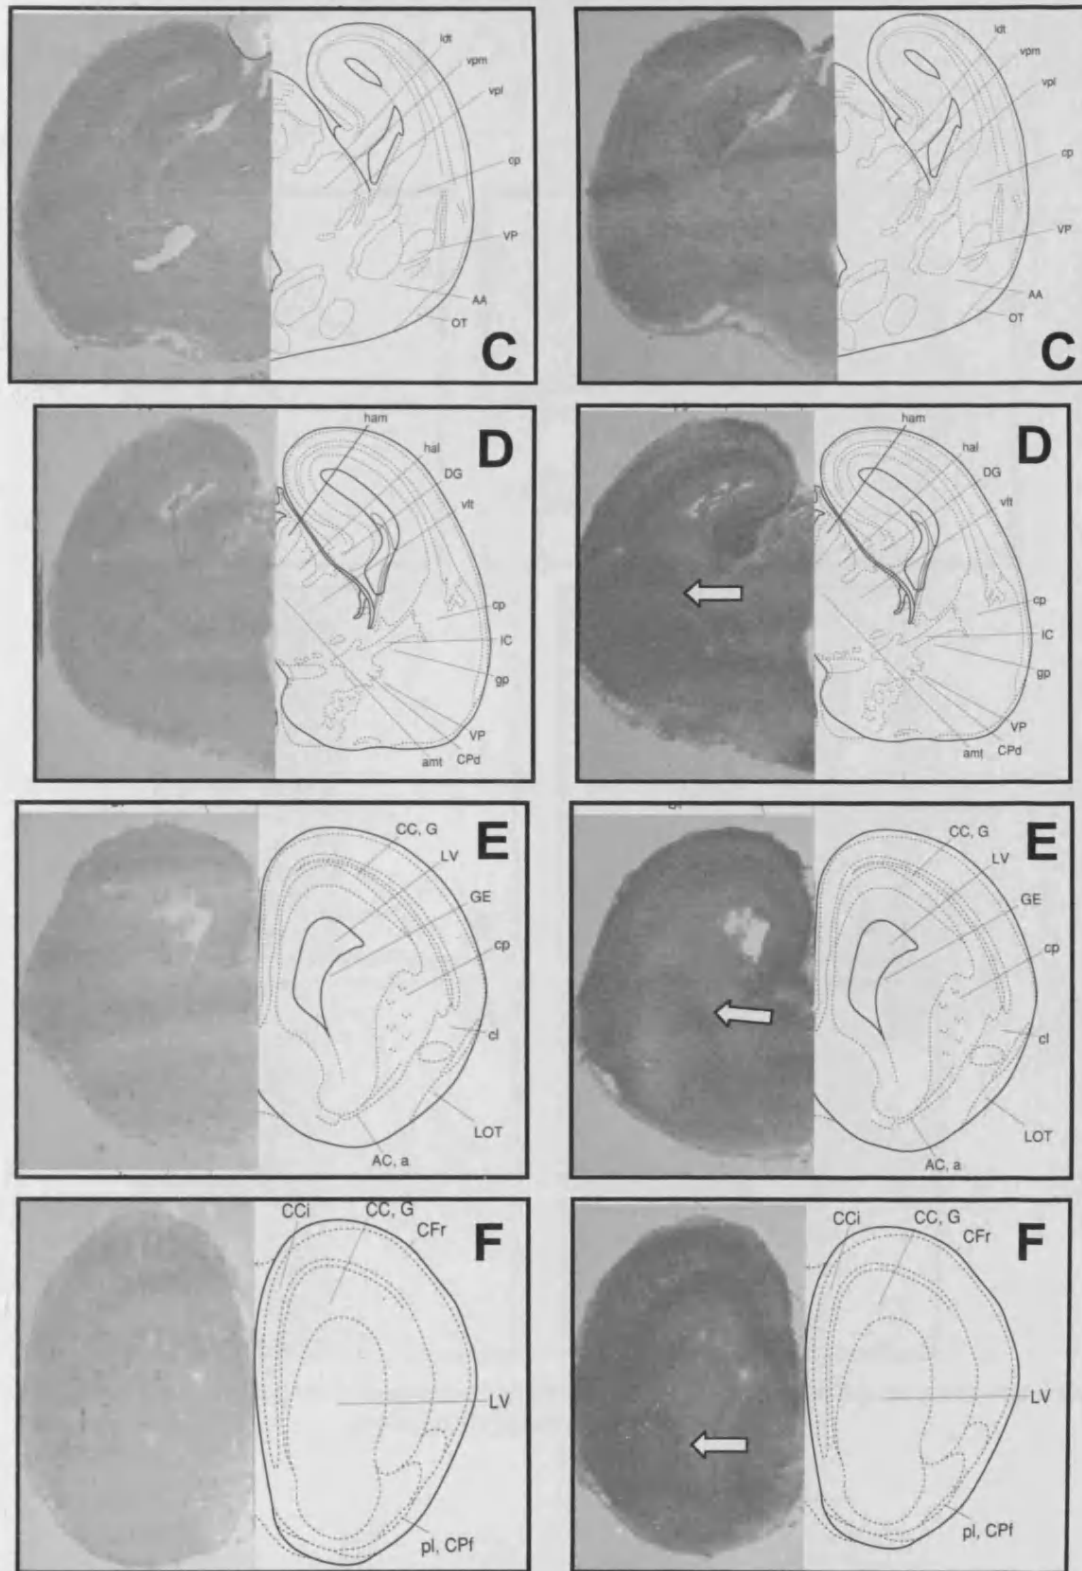 ldt
vpm
vpl
cp
VP
AA
OT
C
ldt
vpm
vpl
cp
VP
AA
OT
C
ham
D
hal
DG
vlt
cp
IC
gp
VP
CPd
amt
ham
D
hal
DG
vlt
cp
IC
gp
VP
CPd
amt
CC, G
E
LV
GE
cp
cl
LOT
AC, a
CC, G
E
LV
GE
cp
cl
LOT
AC, a
CCi
CC, G
CFr
F
LV
pl, CPf
CCi
CC, G
CFr
F
LV
pl, CPf